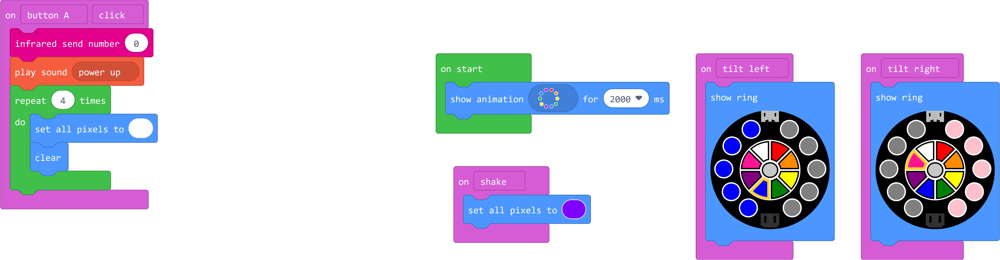 on button A click
infrared send number 0
play sound power up
repeat 4 times
do
set all pixels to
clear
on start
show animation for 2000 ms
on shake
set all pixels to
on tilt left
show ring
on tilt right
show ring